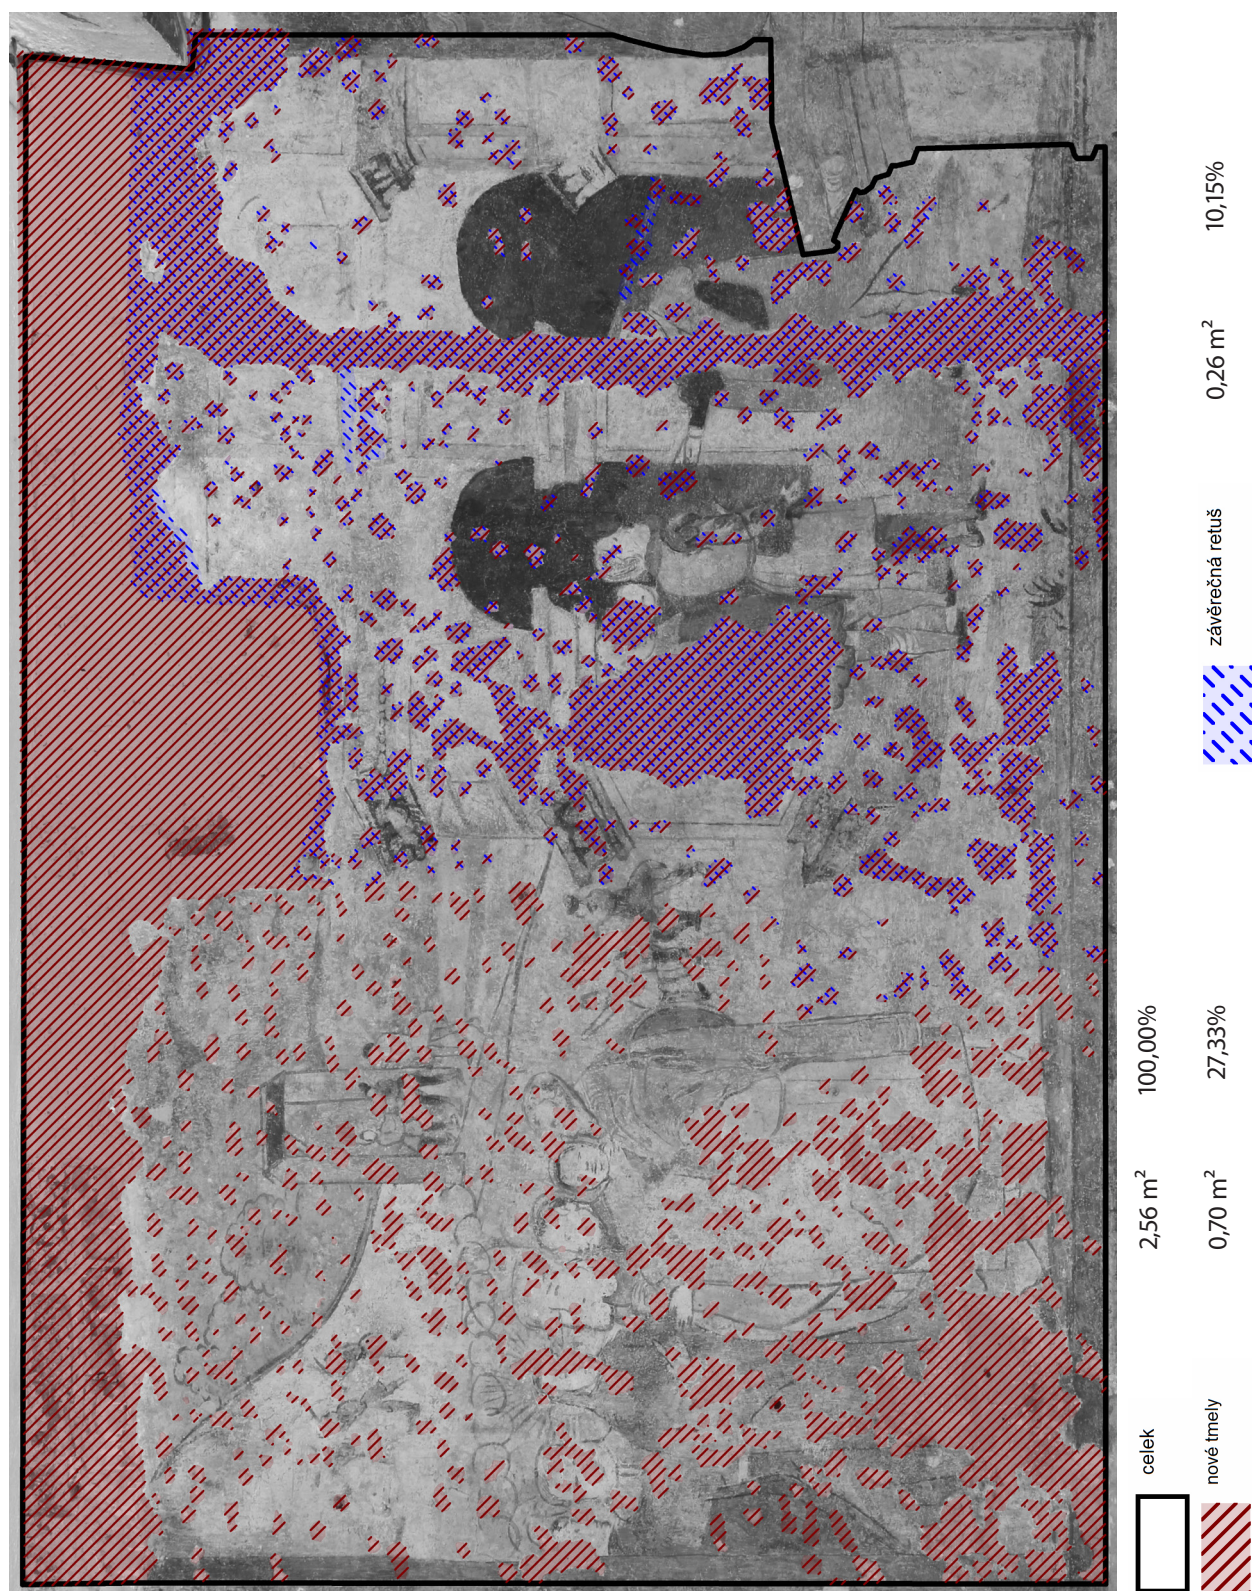 celek 2,56 m² 100,00%
nové tmely 0,70 m² 27,33% závěrečná retuš 0,26 m² 10,15%